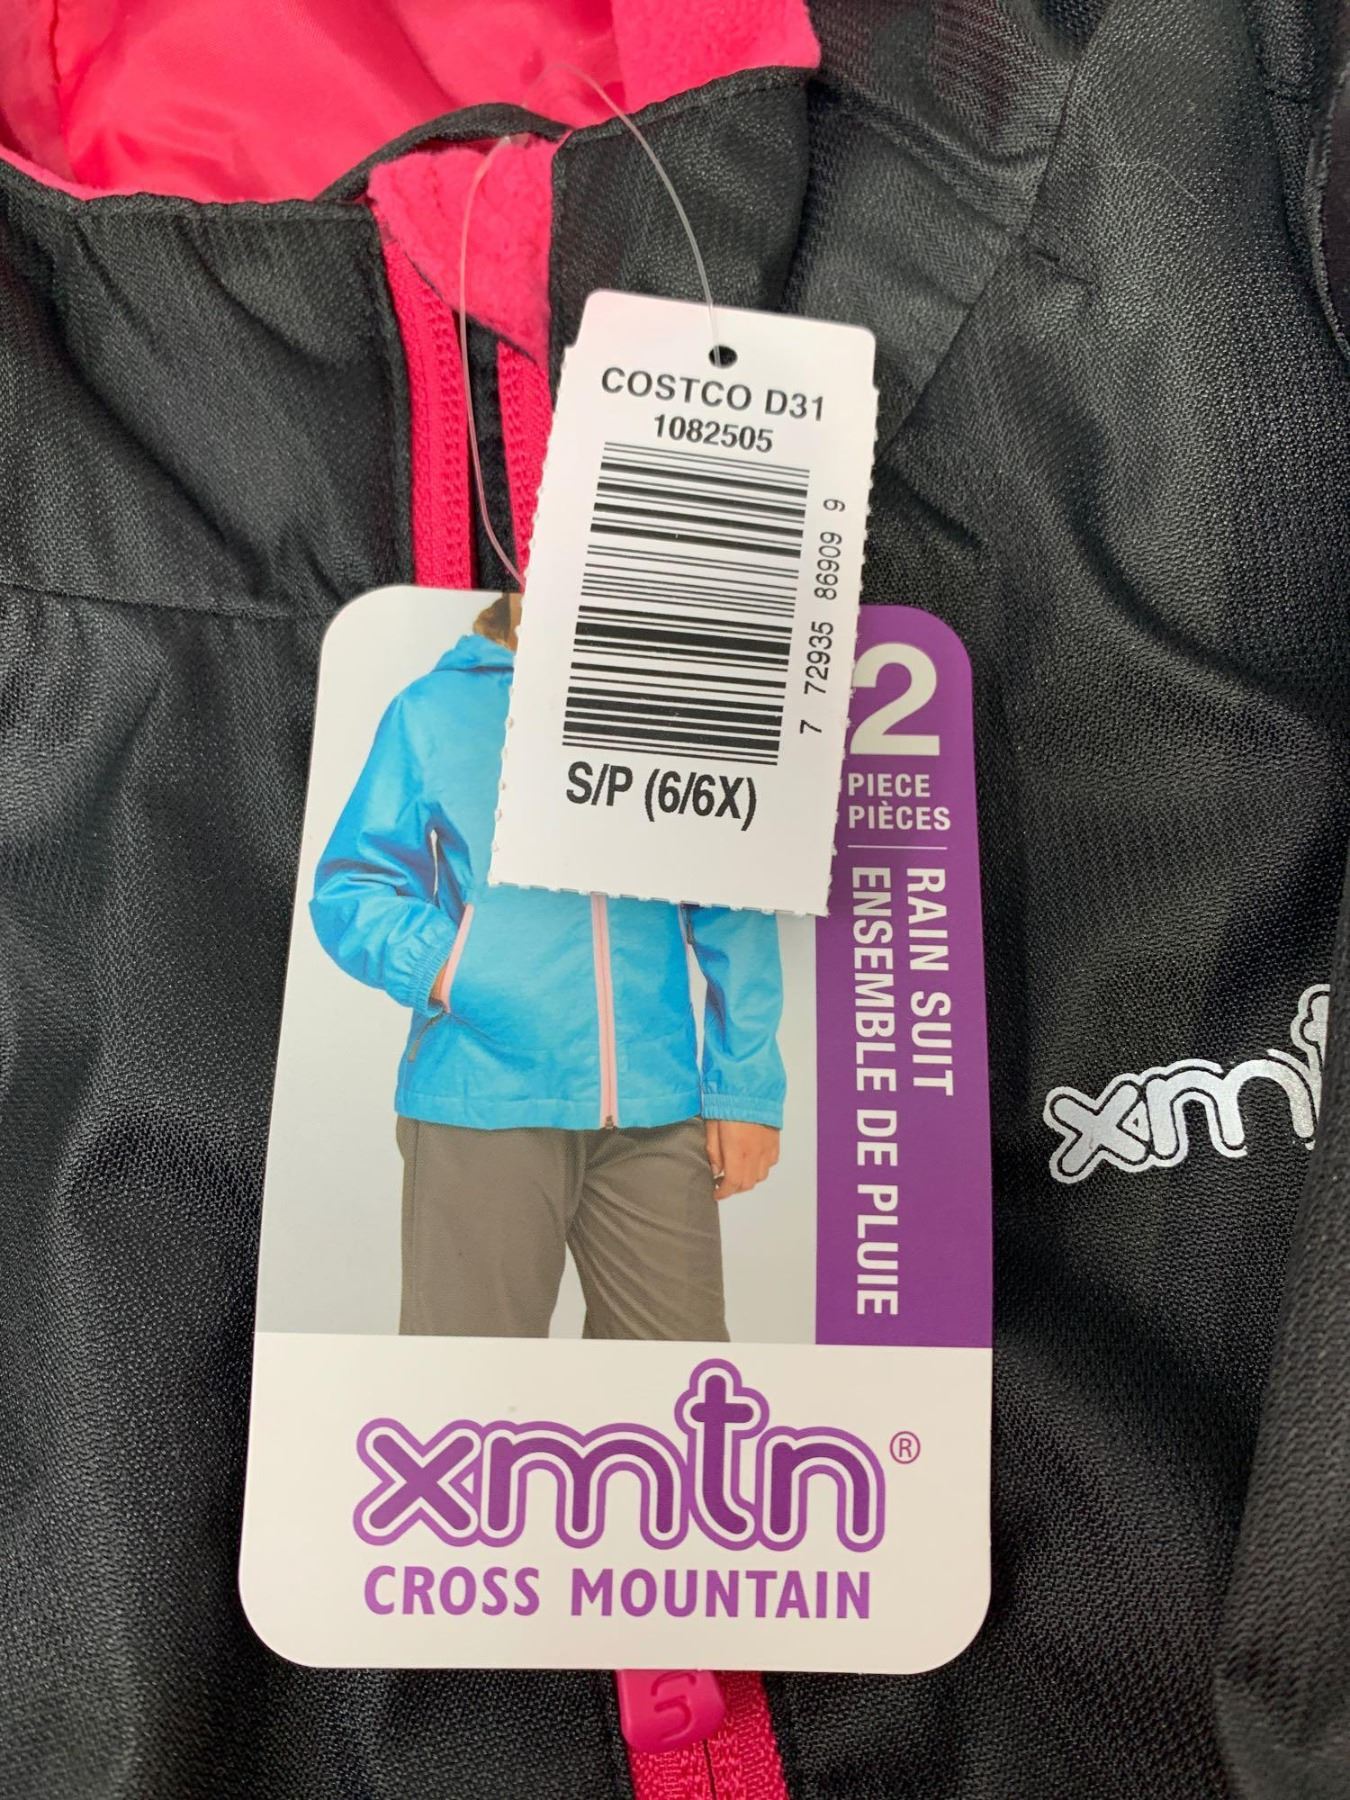 COSTCO D31
1082505
7 72935 86909 9
S/P (6/6X)
2
PIECE
PIÈCES
RAIN SUIT
ENSEMBLE DE PLUIE
xmtn®
CROSS MOUNTAIN